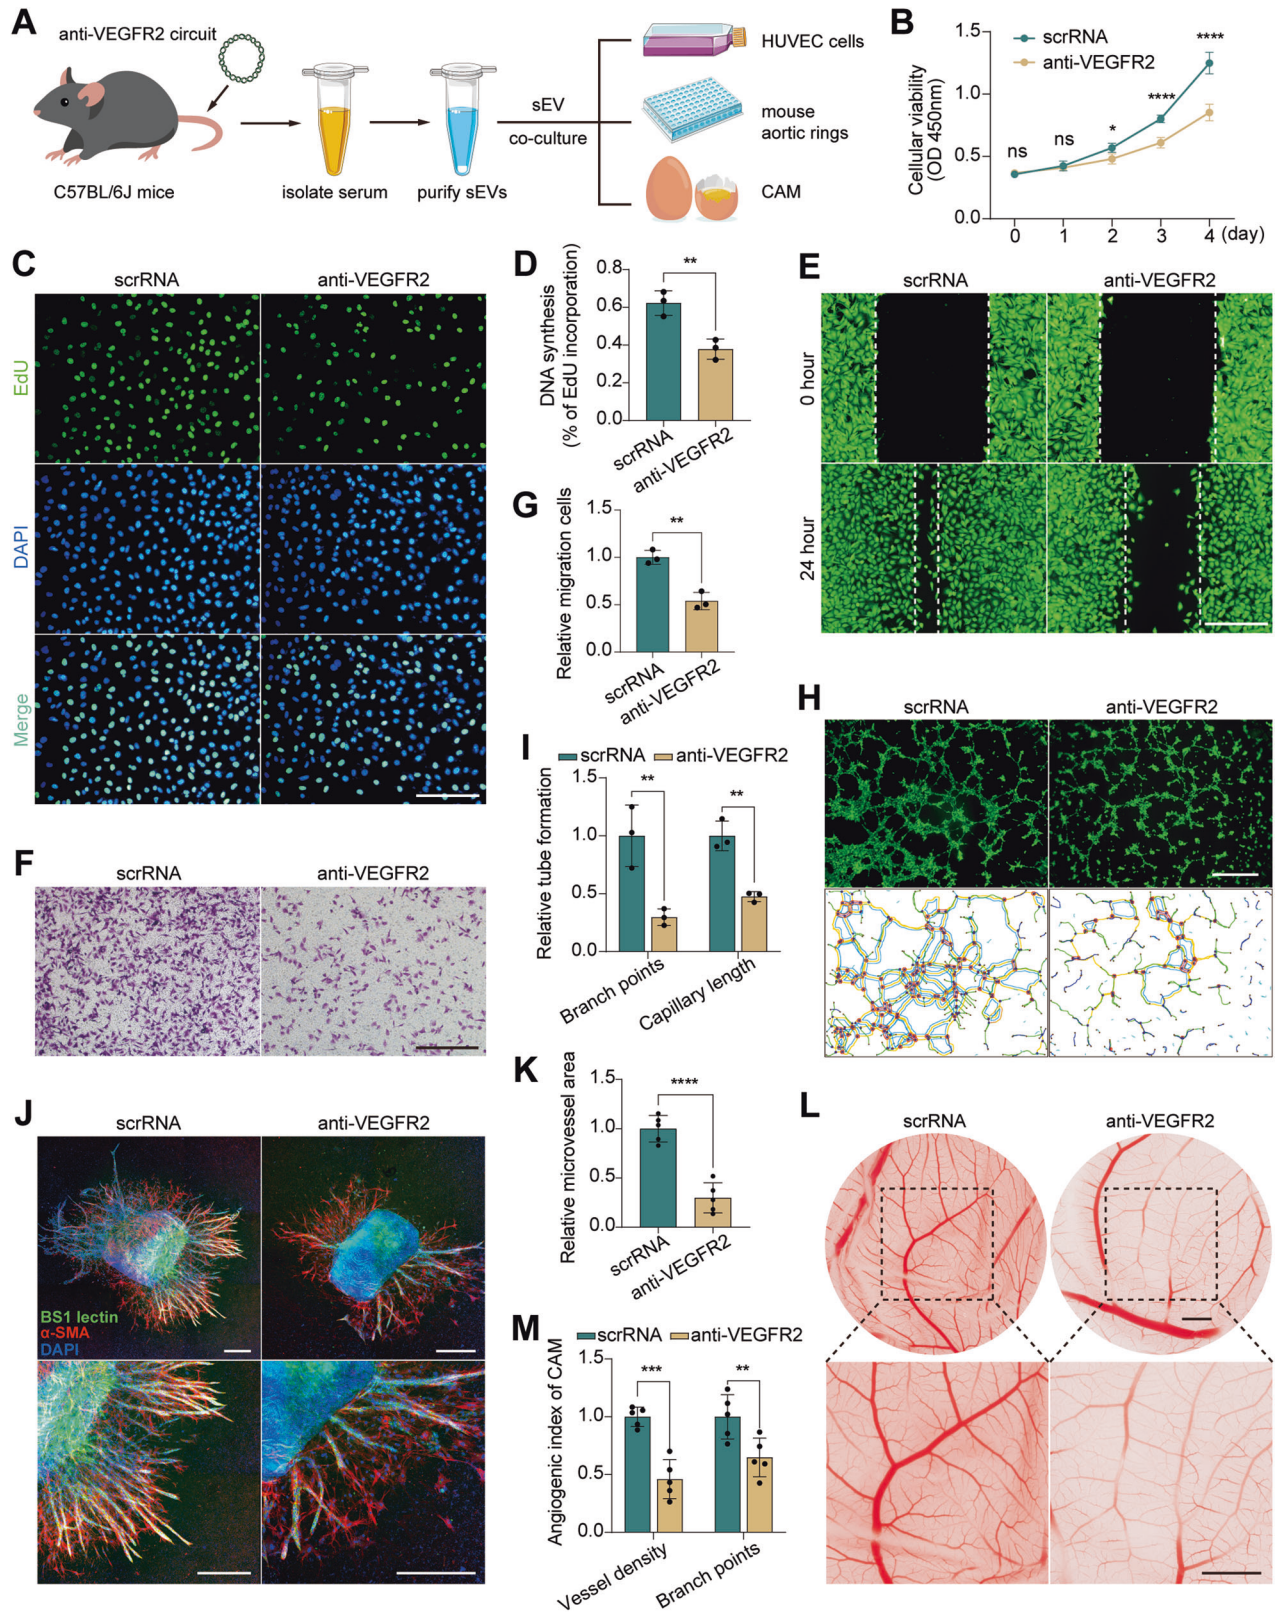 A
anti-VEGFR2 circuit
C57BL/6J mice
isolate serum
purify sEVs
sEV
co-culture
HUVEC cells
mouse
aortic rings
CAM
B
Cellular viability
(OD 450nm)
1.5
1.0
0.5
0.0
scrRNA
anti-VEGFR2
ns
ns
*
****
****
0 1 2 3 4 (day)
C
scrRNA anti-VEGFR2
EdU
DAPI
Merge
D
DNA synthesis
(% of EdU incorporation)
0.8
0.6
0.4
0.2
0.0
**
scrRNA
anti-VEGFR2
E
scrRNA anti-VEGFR2
0 hour
24 hour
F
scrRNA anti-VEGFR2
G
Relative migration cells
1.5
1.0
0.5
0.0
**
scrRNA
anti-VEGFR2
H
scrRNA anti-VEGFR2
I
scrRNA anti-VEGFR2
Relative tube formation
1.5
1.0
0.5
0.0
** **
Branch points
Capillary length
J
scrRNA anti-VEGFR2
BS1 lectin
α-SMA
DAPI
K
Relative microvessel area
1.5
1.0
0.5
0.0
****
scrRNA
anti-VEGFR2
L
scrRNA anti-VEGFR2
M
scrRNA anti-VEGFR2
Angiogenic index of CAM
1.5
1.0
0.5
0.0
*** **
Vessel density
Branch points